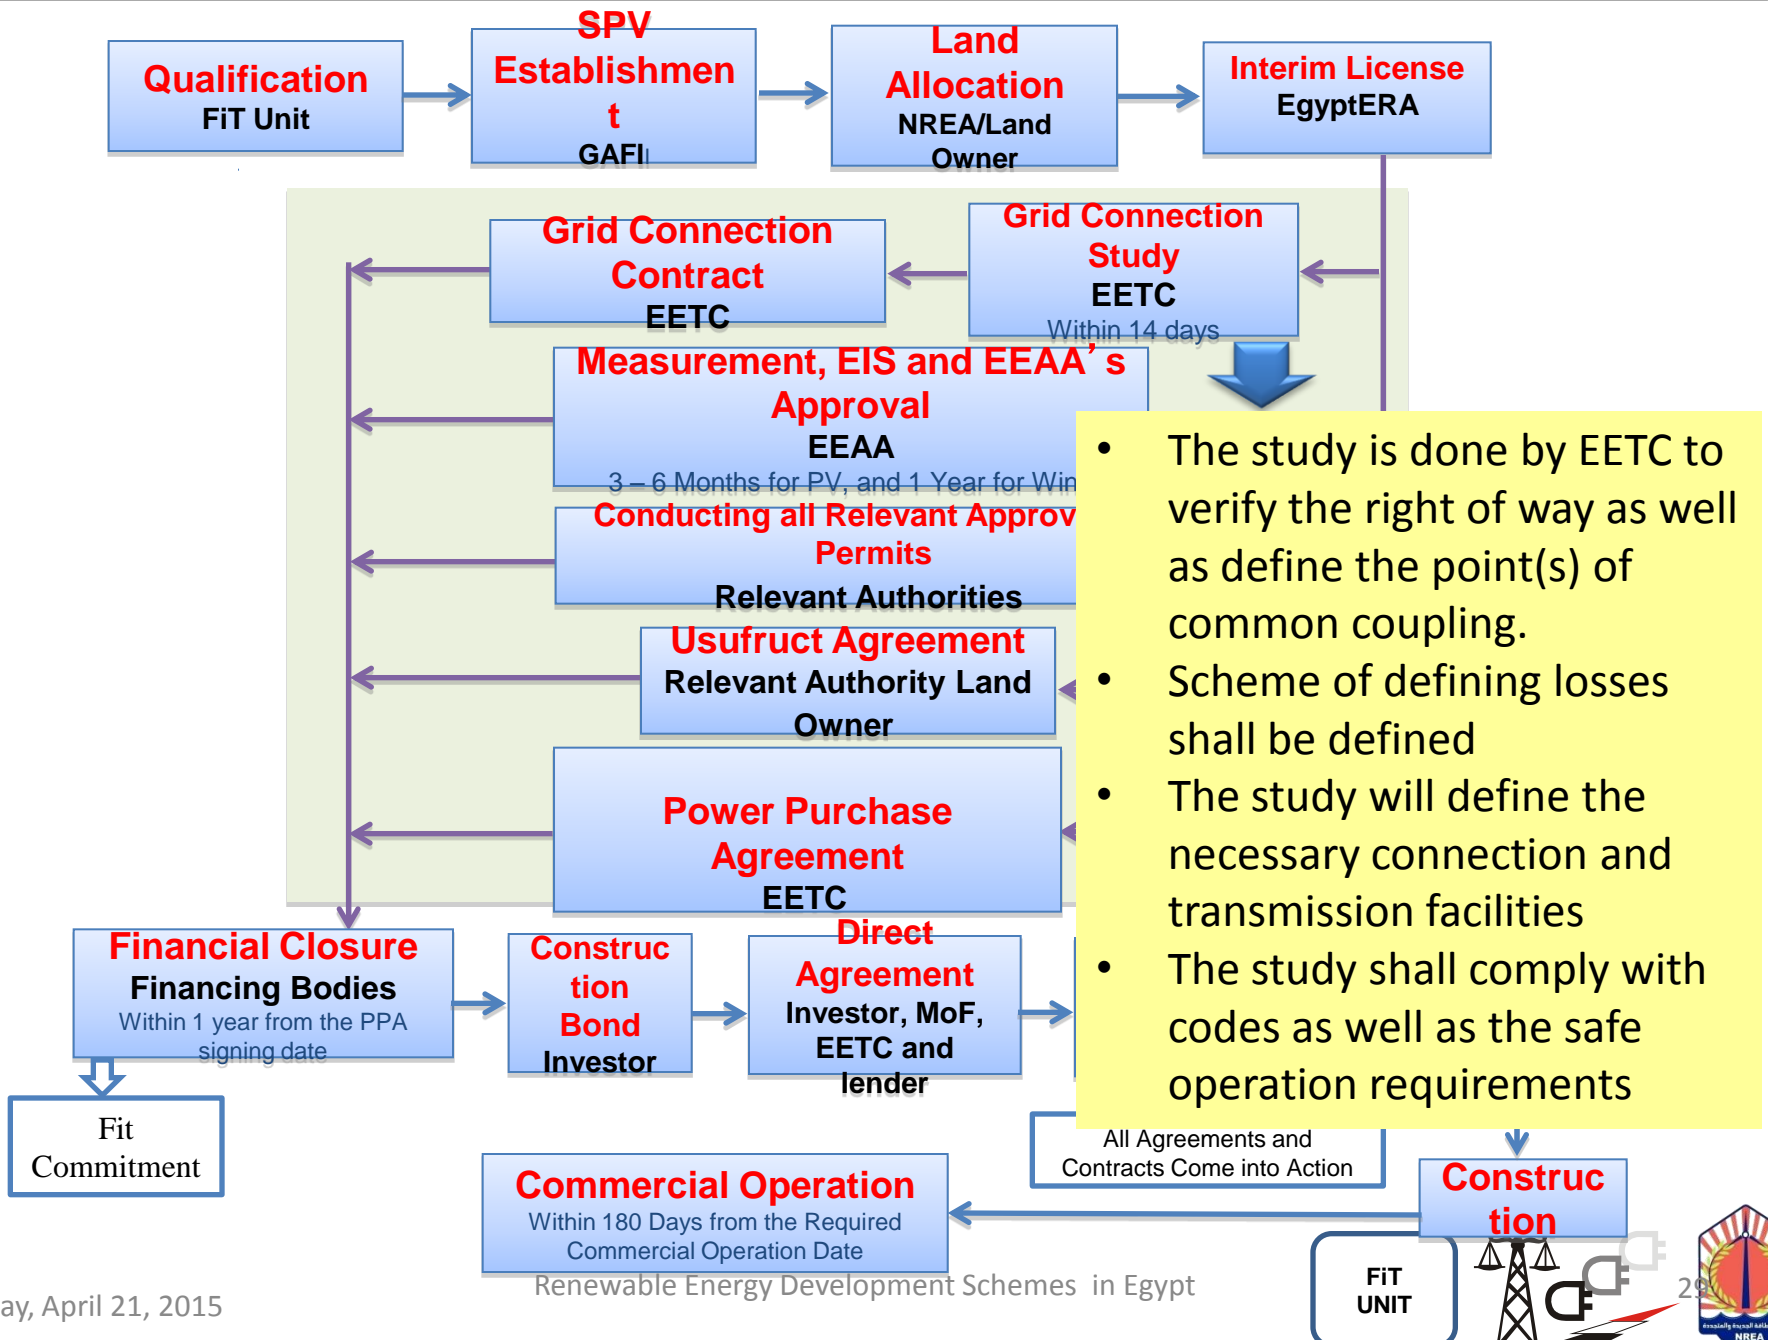 Qualification
FiT Unit
SPV
Establishmen
t
GAFI
Land
Allocation
NREA/Land
Owner
Interim License
EgyptERA
Grid Connection
Contract
EETC
Grid Connection
Study
EETC
Within 14 days
Measurement, EIS and EEAA's
Approval
EEAA
3 – 6 Months for PV, and 1 Year for Win
Conducting all Relevant Approv
Permits
Relevant Authorities
Usufruct Agreement
Relevant Authority Land
Owner
Power Purchase
Agreement
EETC
• The study is done by EETC to
verify the right of way as well
as define the point(s) of
common coupling.
• Scheme of defining losses
shall be defined
• The study will define the
necessary connection and
transmission facilities
• The study shall comply with
codes as well as the safe
operation requirements
Financial Closure
Financing Bodies
Within 1 year from the PPA
signing date
Construc
tion
Bond
Investor
Direct
Agreement
Investor, MoF,
EETC and
lender
Fit
Commitment
All Agreements and
Contracts Come into Action
Construc
tion
Commercial Operation
Within 180 Days from the Required
Commercial Operation Date
FiT
UNIT
ay, April 21, 2015
Renewable Energy Development Schemes in Egypt
29
NREA